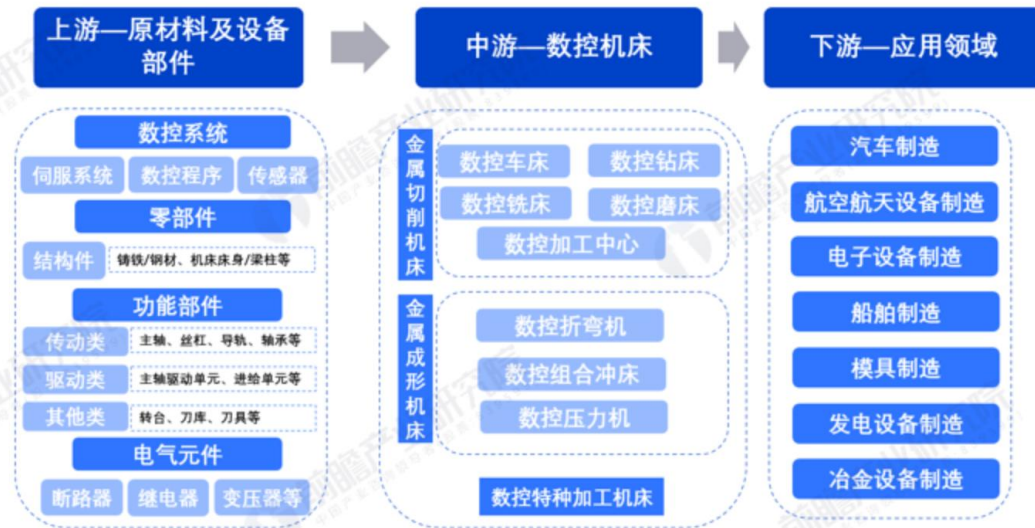 上游—原材料及设备
部件
中游—数控机床
下游—应用领域
数控系统
伺服系统
数控程序
传感器
零部件
结构件
铸铁/钢材、机床床身/梁柱等
功能部件
传动类
主轴、丝杠、导轨、轴承等
驱动类
主轴驱动单元、进给单元等
其他类
转台、刀库、刀具等
电气元件
断路器
继电器
变压器等
金属切削机床
数控车床
数控钻床
数控铣床
数控磨床
数控加工中心
金属成形机床
数控折弯机
数控组合冲床
数控压力机
数控特种加工机床
汽车制造
航空航天设备制造
电子设备制造
船舶制造
模具制造
发电设备制造
冶金设备制造
前瞻产业研究院